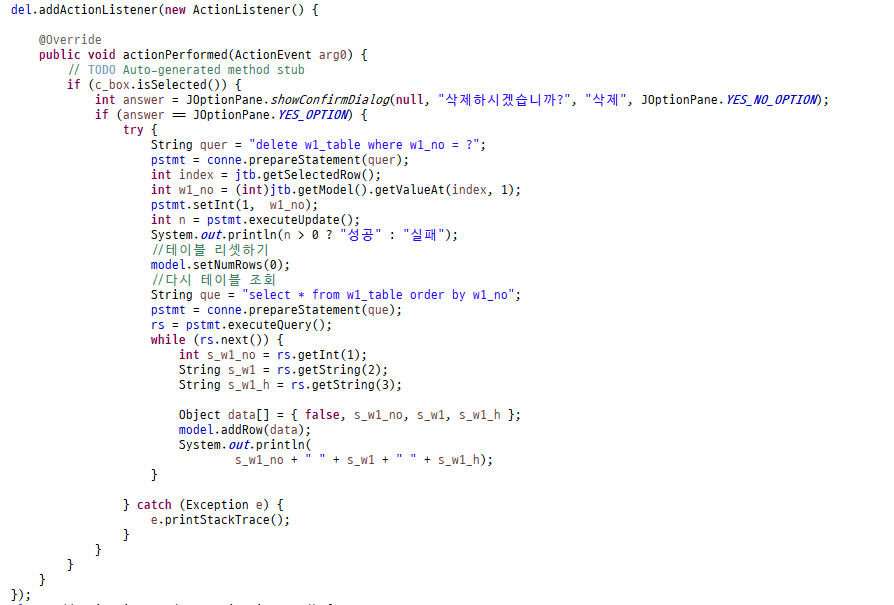 del.addActionListener(new ActionListener() {
@Override
public void actionPerformed(ActionEvent arg0) {
// TODO Auto-generated method stub
if (c_box.isSelected()) {
int answer = JOptionPane.showConfirmDialog(null, "삭제하시겠습니까?", "삭제", JOptionPane.YES_NO_OPTION);
if (answer == JOptionPane.YES_OPTION) {
try {
String quer = "delete w1_table where w1_no = ?";
pstmt = conne.prepareStatement(quer);
int index = jtb.getSelectedRow();
int w1_no = (int)jtb.getModel().getValueAt(index, 1);
pstmt.setInt(1,  w1_no);
int n = pstmt.executeUpdate();
System.out.println(n > 0 ? "성공" : "실패");
//테이블 리셋하기
model.setNumRows(0);
//다시 테이블 조회
String que = "select * from w1_table order by w1_no";
pstmt = conne.prepareStatement(que);
rs = pstmt.executeQuery();
while (rs.next()) {
int s_w1_no = rs.getInt(1);
String s_w1 = rs.getString(2);
String s_w1_h = rs.getString(3);
Object data[] = { false, s_w1_no, s_w1, s_w1_h };
model.addRow(data);
System.out.println(
s_w1_no + " " + s_w1 + " " + s_w1_h);
}
} catch (Exception e) {
e.printStackTrace();
}
}
}
}
});